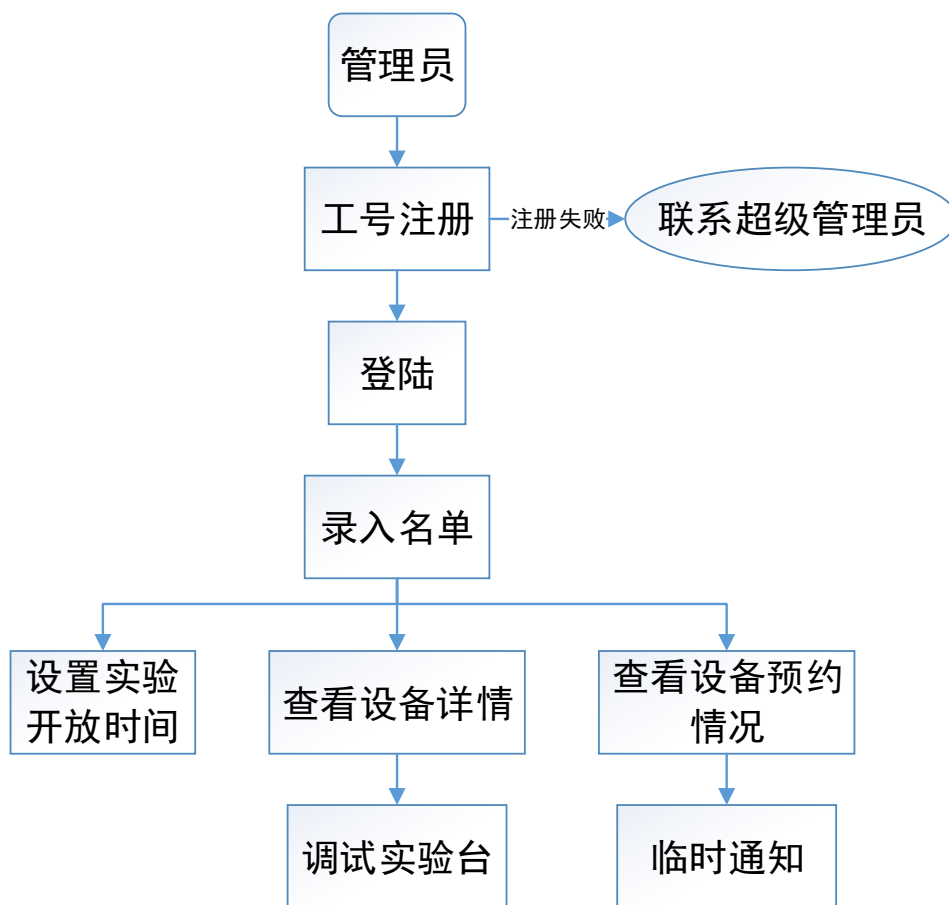 管理员
工号注册
注册失败
联系超级管理员
登陆
录入名单
设置实验
开放时间
查看设备详情
查看设备预约
情况
调试实验台
临时通知